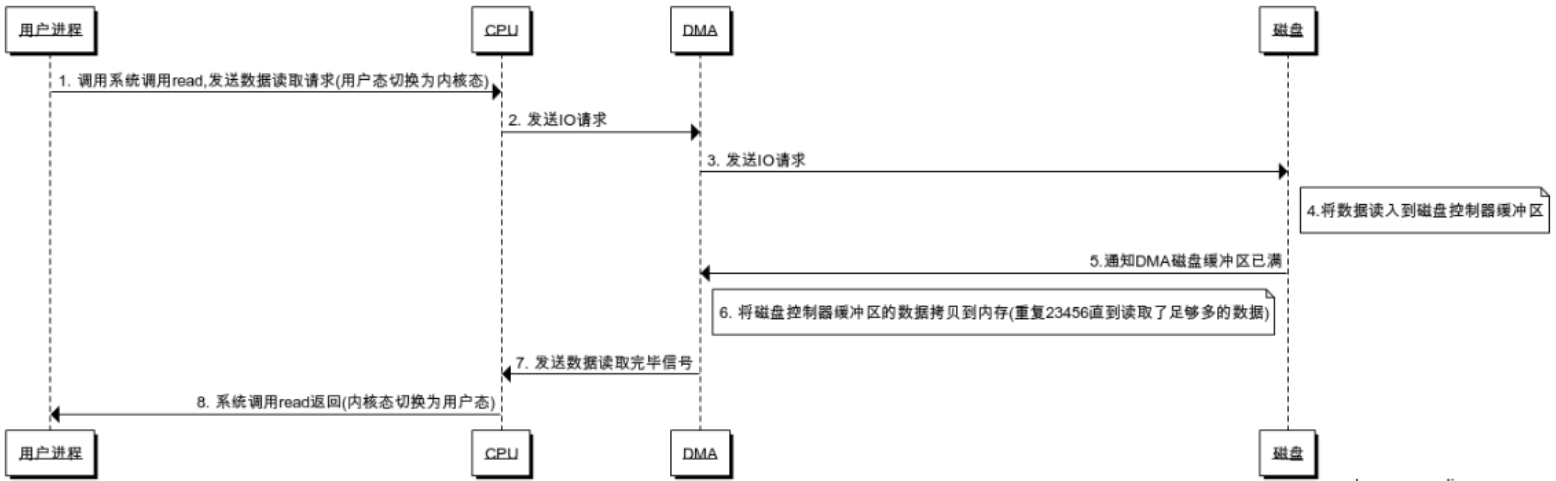 用户进程
CPU
DMA
磁盘
1. 调用系统调用read,发送数据读取请求(用户态切换为内核态)
2. 发送IO请求
3. 发送IO请求
4.将数据读入到磁盘控制器缓冲区
5.通知DMA磁盘缓冲区已满
6. 将磁盘控制器缓冲区的数据拷贝到内存(重复23456直到读取了足够多的数据)
7. 发送数据读取完毕信号
8. 系统调用read返回(内核态切换为用户态)
用户进程
CPU
DMA
磁盘